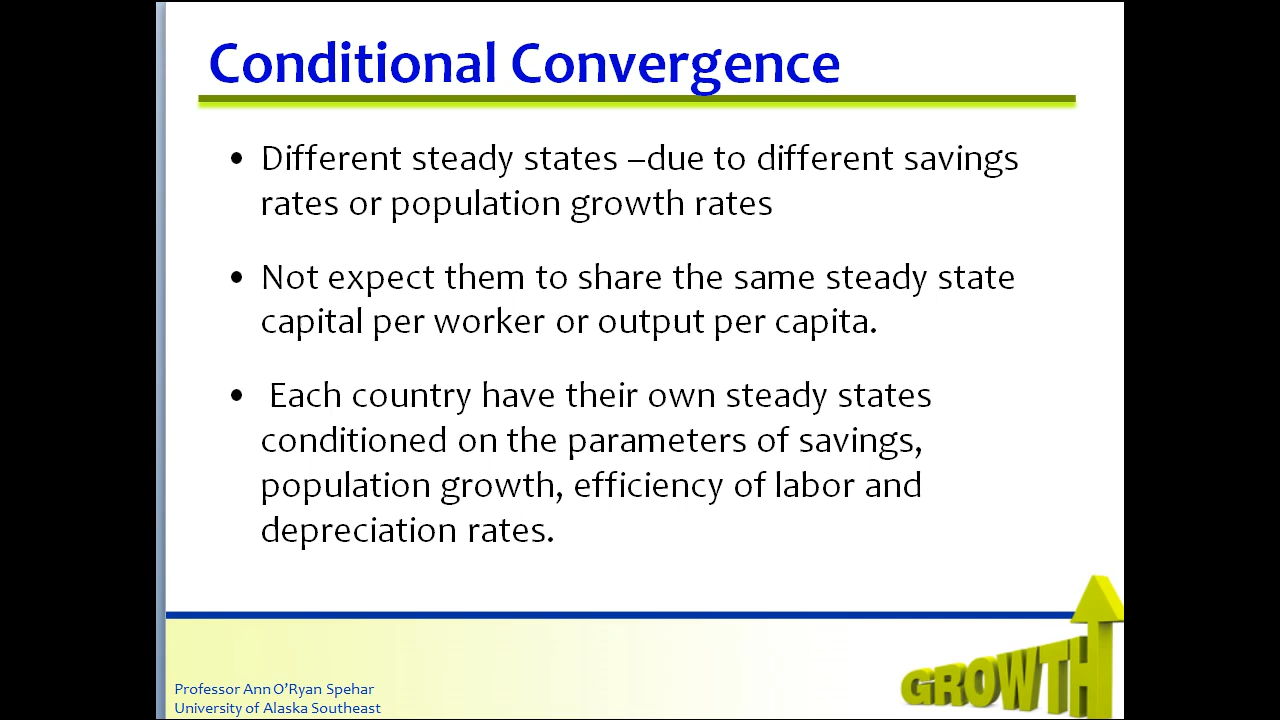 Conditional Convergence
• Different steady states –due to different savings
rates or population growth rates
• Not expect them to share the same steady state
capital per worker or output per capita.
• Each country have their own steady states
conditioned on the parameters of savings,
population growth, efficiency of labor and
depreciation rates.
GROWTH
Professor Ann O’Ryan Spehar
University of Alaska Southeast